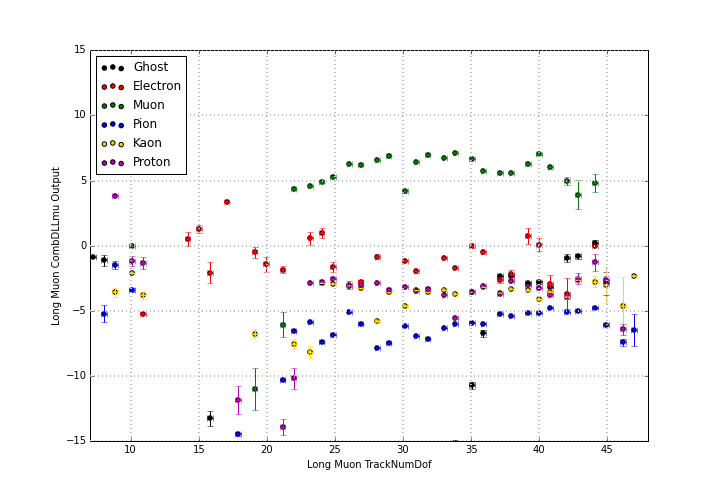 15
10
5
0
−5
−10
−15
Long Muon CombDLLmu Output
Ghost
Electron
Muon
Pion
Kaon
Proton
10
15
20
25
30
35
40
45
Long Muon TrackNumDof